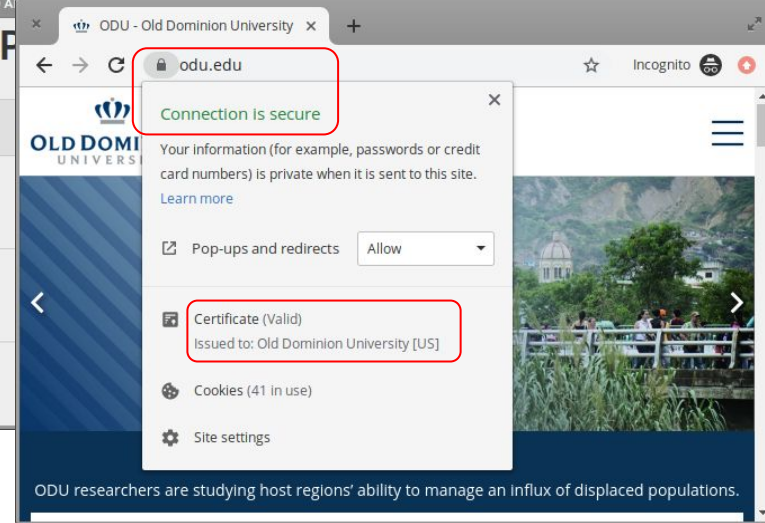 ODU - Old Dominion University
odu.edu
Incognito
Connection is secure
Your information (for example, passwords or credit
card numbers) is private when it is sent to this site.
Learn more
Pop-ups and redirects
Allow
Certificate (Valid)
Issued to: Old Dominion University [US]
Cookies (41 in use)
Site settings
OLD DOMI
UNIVERSI
ODU researchers are studying host regions' ability to manage an influx of displaced populations.